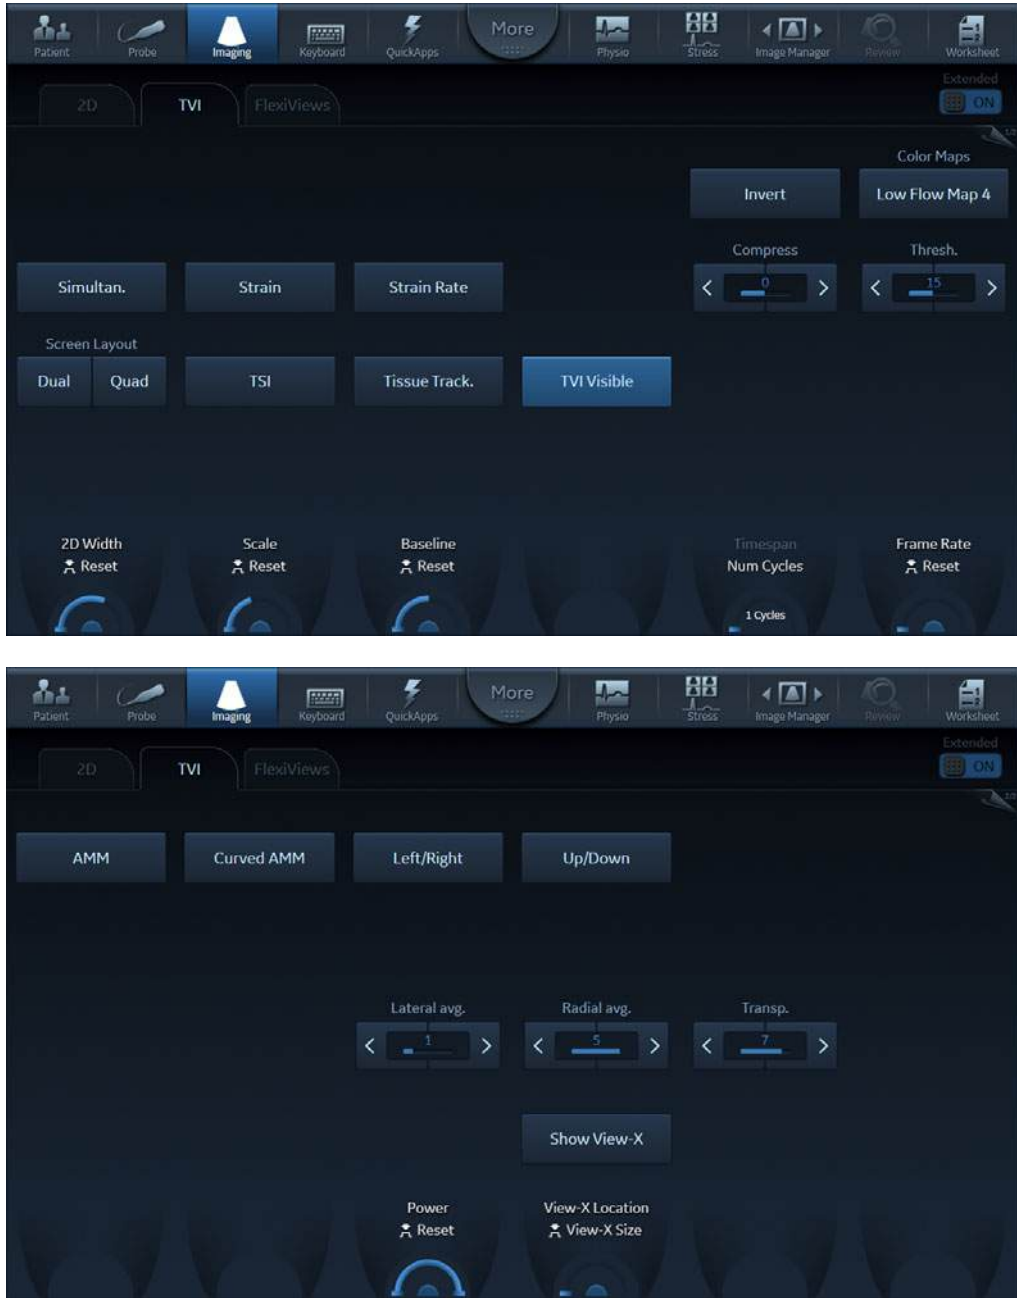 Patient Probe Imaging Keyboard QuickApps More Physio Stress Image Manager Review Worksheet
2D TVI FlexiViews
Extended
ON
Color Maps
Invert Low Flow Map 4
Compress Thresh.
Simultan. Strain Strain Rate 0 15
Screen Layout
Dual Quad TSI Tissue Track. TVI Visible
2D Width Scale Baseline Timespan Frame Rate
Reset Reset Reset Num Cycles Reset
1 Cycles
Patient Probe Imaging Keyboard QuickApps More Physio Stress Image Manager Review Worksheet
2D TVI FlexiViews
Extended
ON
AMM Curved AMM Left/Right Up/Down
Lateral avg. Radial avg. Transp.
1 5 7
Show View-X
Power View-X Location
Reset View-X Size